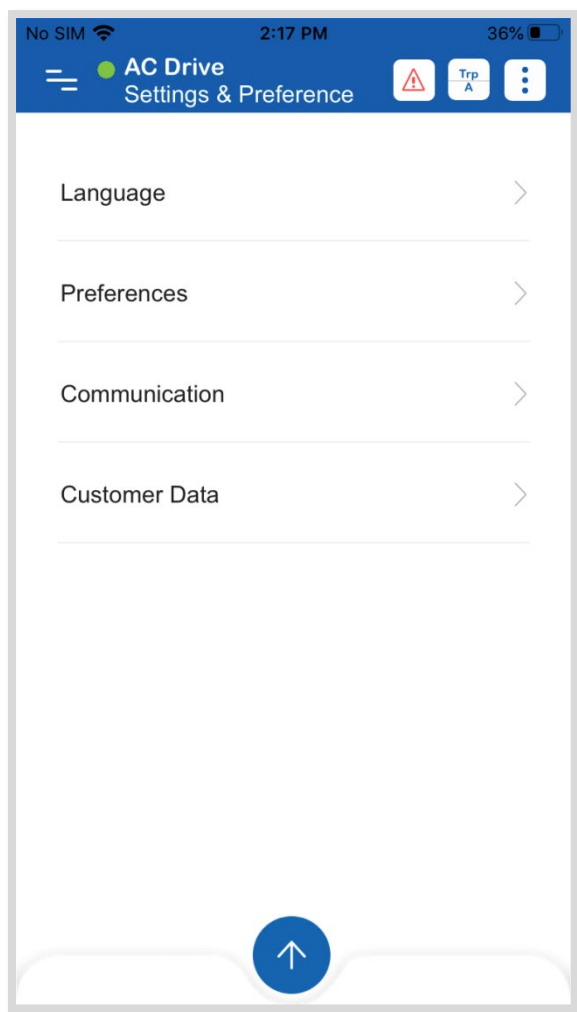 No SIM 2:17 PM 36%
AC Drive
Settings & Preference
Trp
A
Language
Preferences
Communication
Customer Data